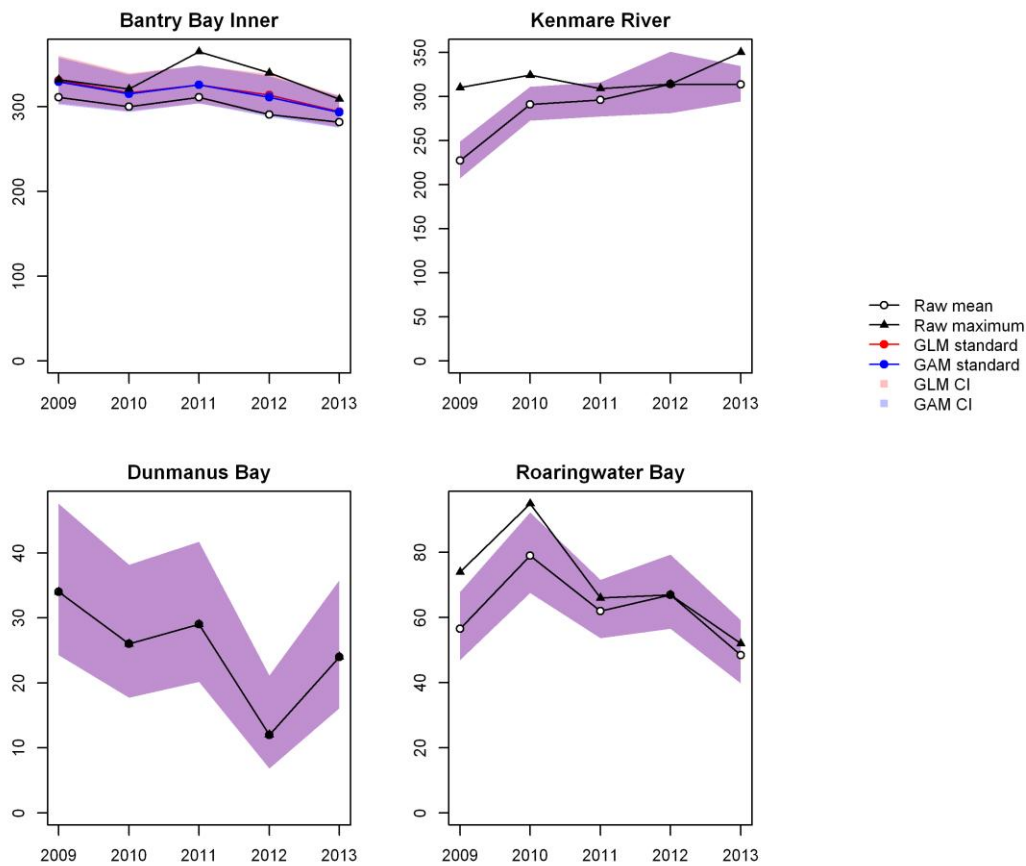 Bantry Bay Inner
300
200
100
0
2009 2010 2011 2012 2013
Kenmare River
350
300
250
200
150
100
50
0
2009 2010 2011 2012 2013
Raw mean
Raw maximum
GLM standard
GAM standard
GLM CI
GAM CI
Dunmanus Bay
40
30
20
10
0
2009 2010 2011 2012 2013
Roaringwater Bay
80
60
40
20
0
2009 2010 2011 2012 2013